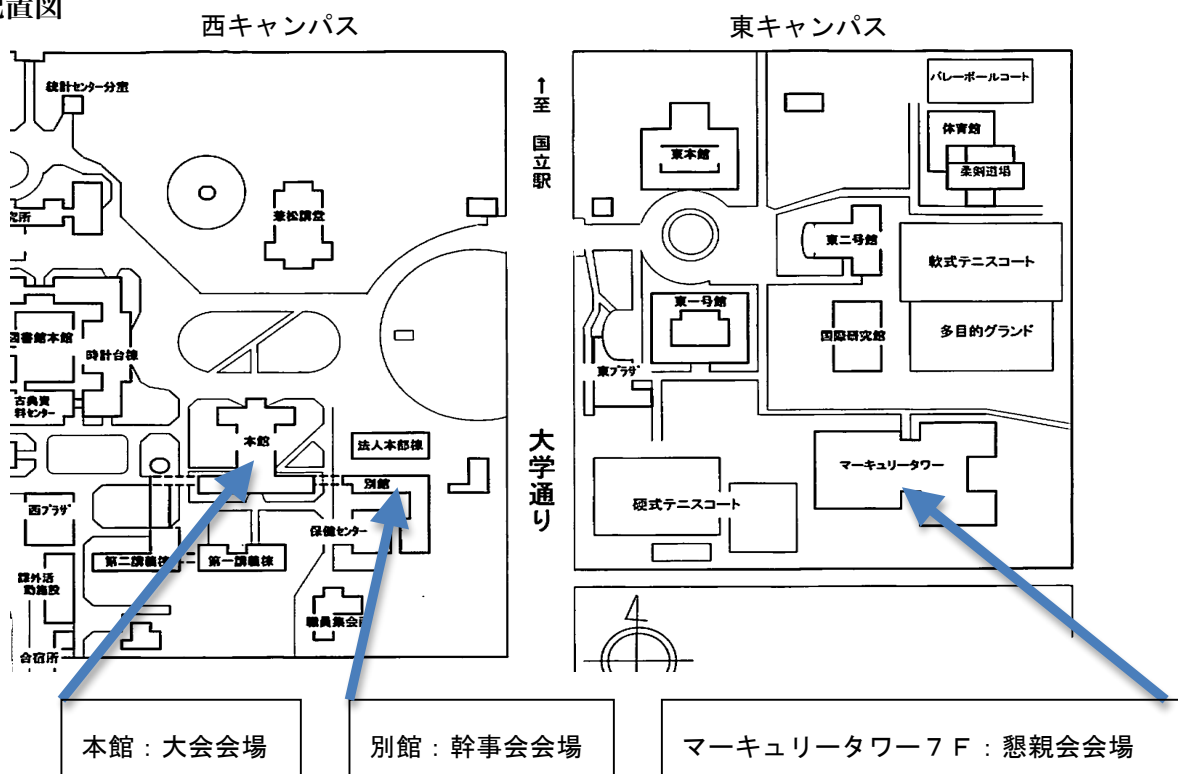 配置図
西キャンパス
東キャンパス
統計センター分室
↑至 国立駅
バレーボールコート
体育館
柔剣道場
東本館
兼松講堂
究所
東二号館
軟式テニスコート
東一号館
国際研究館
多目的グランド
図書館本館
時計台棟
東プラザ
古典資
料センター
本館
法人本部棟
大学通り
マーキュリータワー
別館
硬式テニスコート
西プラザ
保健センター
第二講義棟
第一講義棟
課外活
動施設
職員集会所
合宿所
本館：大会会場
別館：幹事会会場
マーキュリータワー７Ｆ：懇親会会場